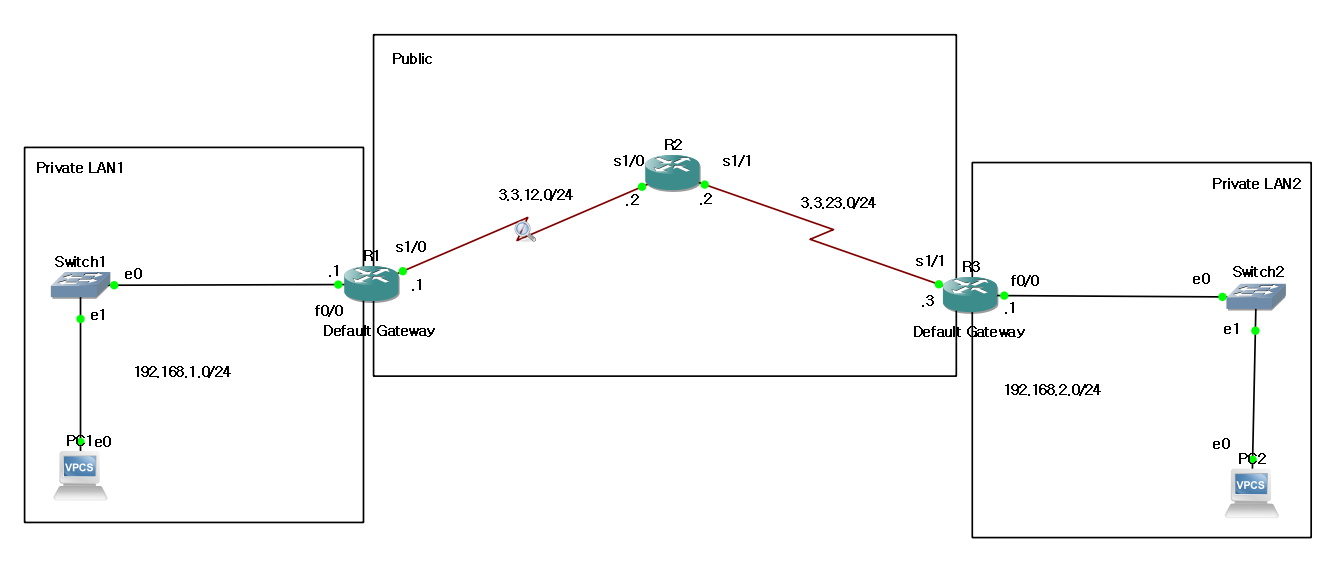 Public
R2
s1/0
s1/1
Private LAN1
Private LAN2
3.3.12.0/24
.2
.2
3.3.23.0/24
s1/0
R1
s1/1
R3
Switch1
e0
.1
.1
f0/0
e0
Switch2
.3
.1
f0/0
e1
Default Gateway
Default Gateway
e1
192.168.1.0/24
192.168.2.0/24
PC1
e0
e0
PC2
VPCS
VPCS